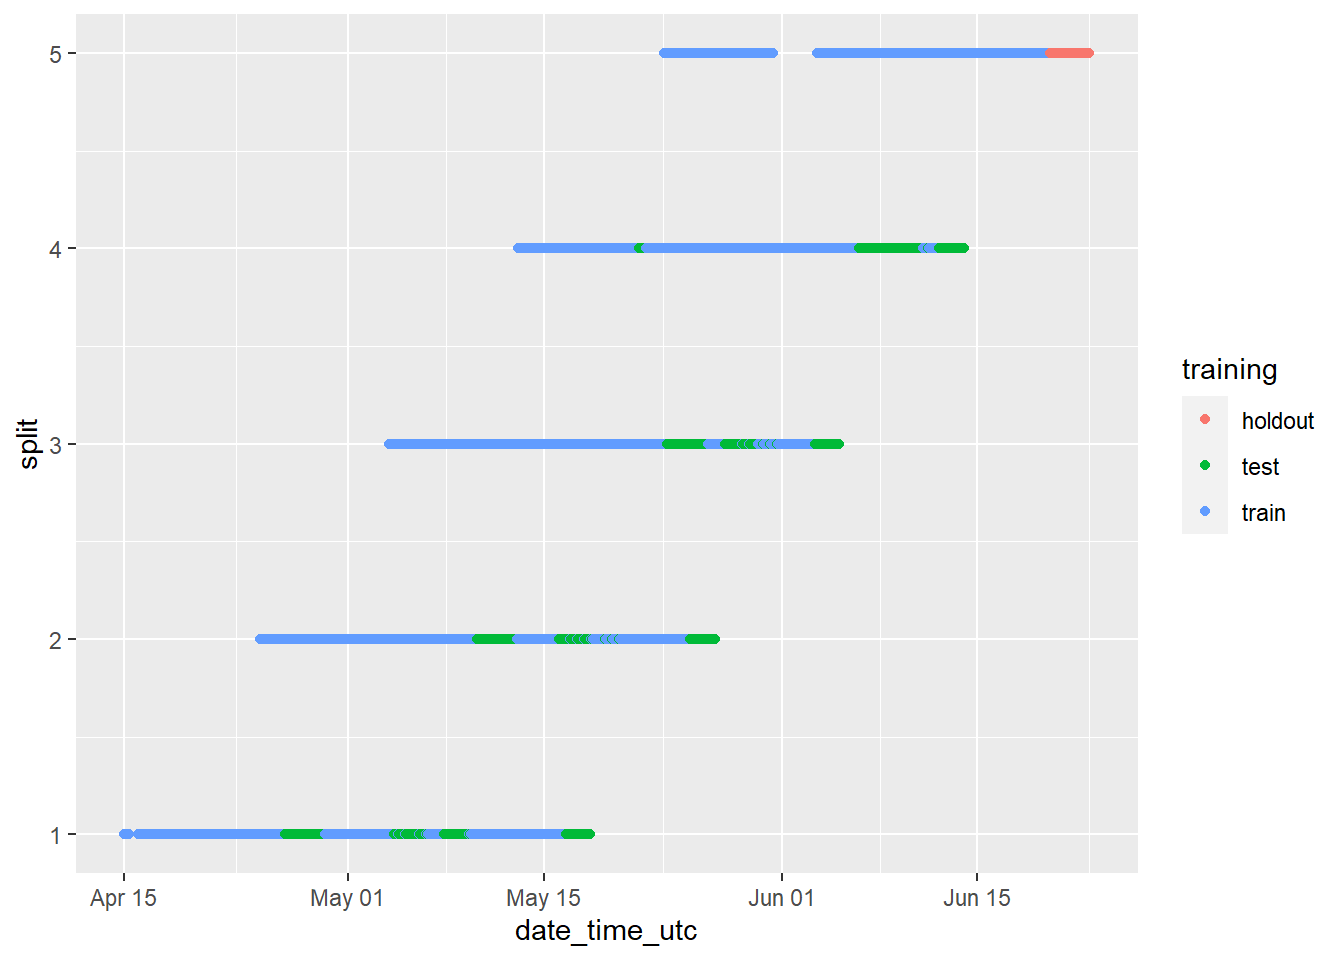 5
4
3
2
1
split
Apr 15
May 01
May 15
Jun 01
Jun 15
date_time_utc
training
holdout
test
train